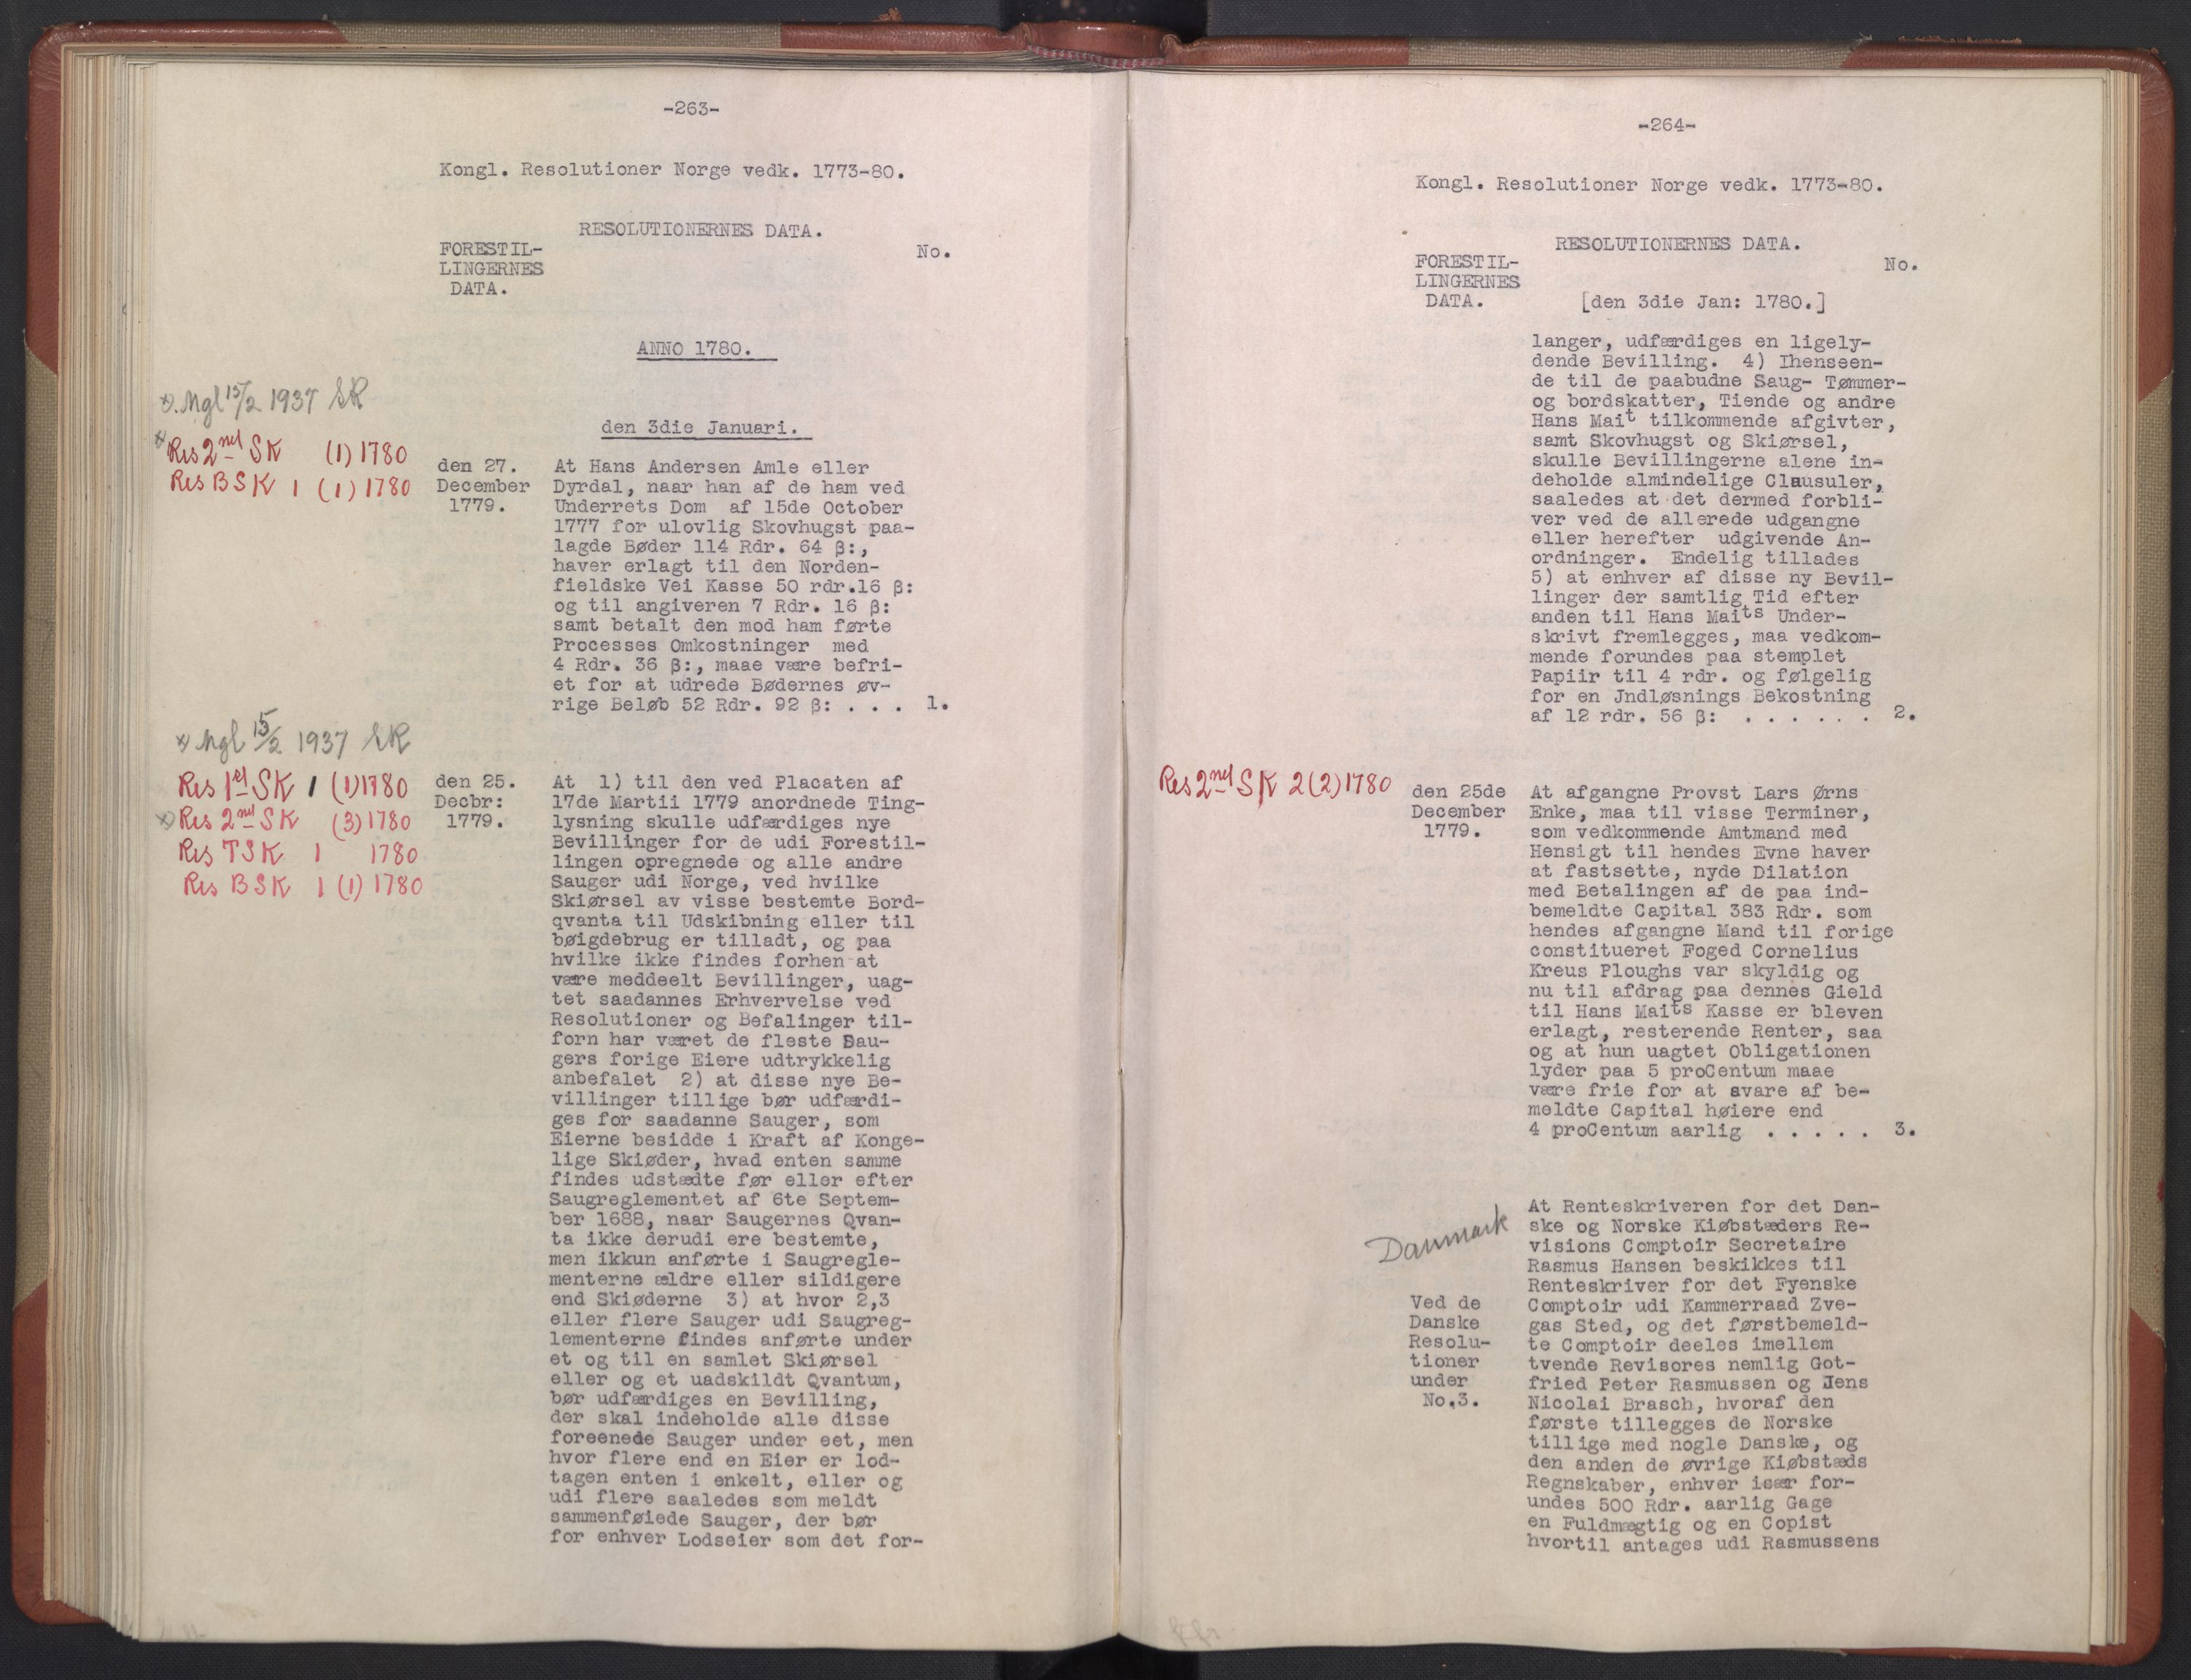 -263-
Kongl. Resolutioner Norge vedk. 1773-80.
RESOLUTIONERNES DATA.
FORESTIL-
LINGERNES
DATA.
No.
ANNO 1780.
den 3die Januari.
Mgl 15/2 1937 SR
Res 2nd SK (1) 1780
Res BSK 1 (1) 1780
den 27.
December
1779.
At Hans Andersen Amle eller
Dyrdal, naar han af de ham ved
Underrets Dom af 15de October
1777 for ulovlig Skovhugst paa-
lagde Bøder 114 Rdr. 64 β:,
haver erlagt til den Norden-
fieldske Vei Kasse 50 rdr.16 β:
og til angiveren 7 Rdr. 16 β:
samt betalt den mod ham førte
Processes Omkostninger med
4 Rdr. 36 β:, maae være befri-
et for at udrede Bødernes øv-
rige Beløb 52 Rdr. 92 β: . . . 1.
Mgl 15/2 1937 SR
Res 1st SK 1 (1) 1780
Res 2nd SK (3) 1780
Res TSK 1 1780
Res BSK 1 (1) 1780
den 25.
Decbr:
1779.
At 1) til den ved Placaten af
17de Martii 1779 anordnede Ting-
lysning skulle udfærdiges nye
Bevillinger for de udi Forestil-
lingen opregnede og alle andre
Sauger udi Norge, ved hvilke
Skiørsel av visse bestemte Bord-
qvanta til Udskibning eller til
bøigdebrug er tilladt, og paa
hvilke ikke findes forhen at
være meddeelt Bevillinger, uag-
tet saadannes Erhvervelse ved
Resolutioner og Befalinger til-
forn har været de fleste Sau-
gers forige Eiere udtrykkelig
anbefalet 2) at disse nye Be-
villinger tillige bør udfærdi-
ges for saadanne Sauger, som
Eierne besidde i Kraft af Konge-
lige Skiøder, hvad enten samme
findes udstædte før eller efter
Saugreglementet af 6te Septem-
ber 1688, naar Saugernes Qvan-
ta ikke derudi ere bestemte,
men ikkun anførte i Saugregle-
menterne ældre eller sildigere
end Skiøderne 3) at hvor 2,3
eller flere Sauger udi Saugreg-
lementerne findes anførte under
et og til en samlet Skiørsel
eller og et uadskildt Qvantum,
bør udfærdiges en Bevilling,
der skal indeholde alle disse
foreenede Sauger under eet, men
hvor flere end en Eier er lod-
tagen enten i enkelt, eller og
udi flere saaledes som meldt
sammenføiede Sauger, der bør
for enhver Lodseier som det for-
-264-
Kongl. Resolutioner Norge vedk. 1773-80.
RESOLUTIONERNES DATA.
FORESTIL-
LINGERNES
DATA.
No.
[den 3die Jan: 1780.]
langer, udfærdiges en ligely-
dende Bevilling. 4) Ihenseen-
de til de paabudne Saug- Tømmer-
og bordskatter, Tiende og andre
Hans Mait tilkommende afgivter,
samt Skovhugst og Skiørsel,
skulle Bevillingerne alene in-
deholde almindelige Clausuler,
saaledes at det dermed forbli-
ver ved de allerede udgangne
eller herefter udgivende An-
ordninger. Endelig tillades
5) at enhver af disse ny Bevil-
linger der samtlig Tid efter
anden til Hans Maits Under-
skrivt fremlegges, maa vedkom-
mende forundes paa stemplet
Papiir til 4 rdr. og følgelig
for en Jndløsnings Bekostning
af 12 rdr. 56 β: . . . . . . 2.
Res 2nd SK 2(2)1780
den 25de
December
1779.
At afgangne Provst Lars Ørns
Enke, maa til visse Terminer,
som vedkommende Amtmand med
Hensigt til hendes Evne haver
at fastsette, nyde Dilation
med Betalingen af de paa ind-
bemeldte Capital 383 Rdr. som
hendes afgangne Mand til forige
constitueret Foged Cornelius
Kreus Ploughs var skyldig og
nu til afdrag paa dennes Gield
til Hans Maits Kasse er bleven
erlagt, resterende Renter, saa
og at hun uagtet Obligationen
lyder paa 5 proCentum maae
være frie for at svare af be-
meldte Capital høiere end
4 proCentum aarlig . . . . . 3.
Danmark
Ved de
Danske
Resolu-
tioner
under
No.3.
At Renteskriveren for det Dan-
ske og Norske Kiøbstæders Re-
visions Comptoir Secretaire
Rasmus Hansen beskikkes til
Renteskriver for det Fyenske
Comptoir udi Kammerraad Zve-
gas Sted, og det førstbemeld-
te Comptoir deeles imellem
tvende Revisores nemlig Got-
fried Peter Rasmussen og Jens
Nicolai Brasch, hvoraf den
første tillegges de Norske
tillige med nogle Danske, og
den anden de øvrige Kiøbstæds
Regnskaber, enhver især for-
undes 500 Rdr. aarlig Gage
en Fuldmægtig og en Copist
hvortil antages udi Rasmussens